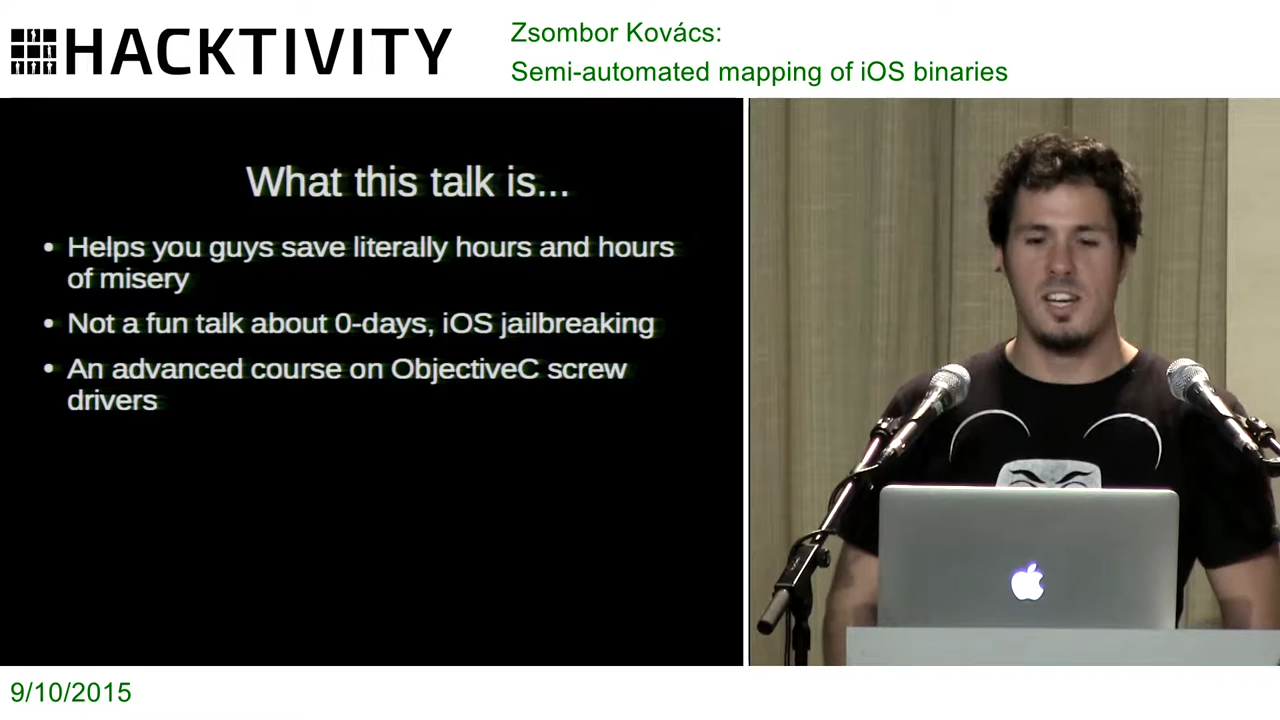 HACKTIVITY
Zsombor Kovács:
Semi-automated mapping of iOS binaries
What this talk is...
• Helps you guys save literally hours and hours
of misery
• Not a fun talk about 0-days, iOS jailbreaking
• An advanced course on ObjectiveC screw
drivers
9/10/2015